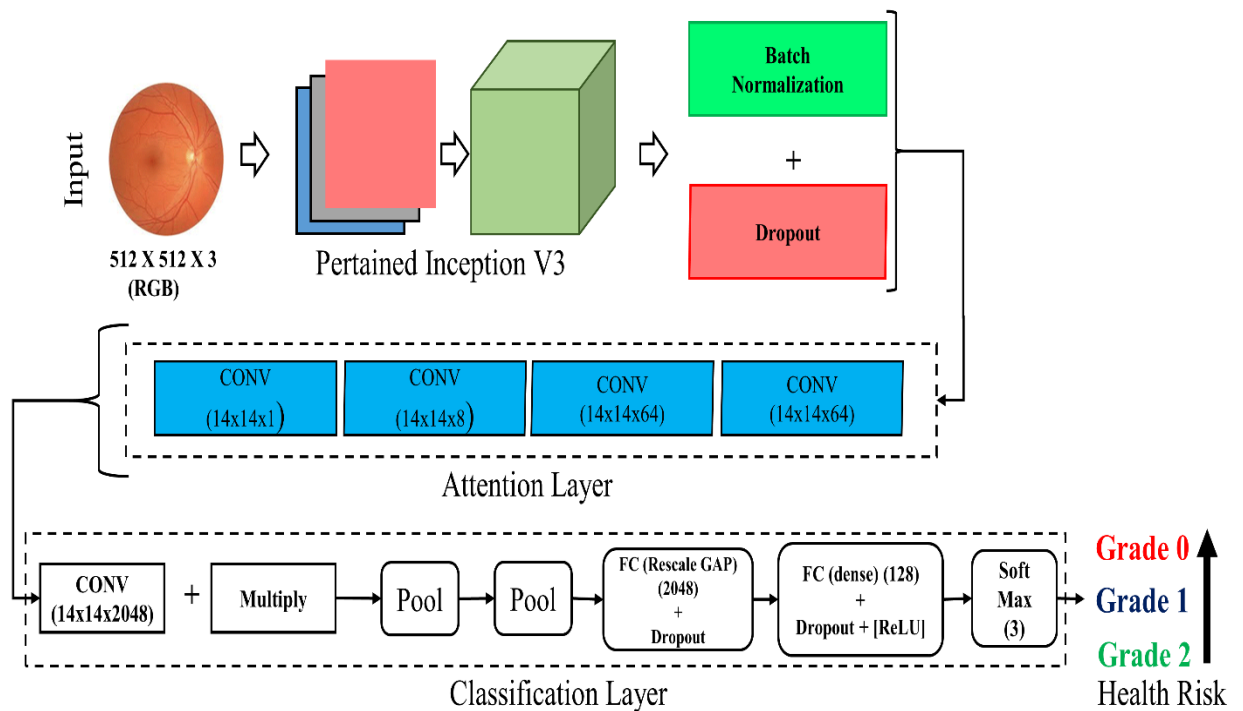 Input
512 X 512 X 3
(RGB)
Pertained Inception V3
Batch
Normalization
+
Dropout
CONV
(14x14x1)
CONV
(14x14x8)
CONV
(14x14x64)
CONV
(14x14x64)
Attention Layer
CONV
(14x14x2048)
+
Multiply
Pool
Pool
FC (Rescale GAP)
(2048)
+
Dropout
FC (dense) (128)
+
Dropout + [ReLU]
Soft
Max
(3)
Grade 0
Grade 1
Grade 2
Health Risk
Classification Layer